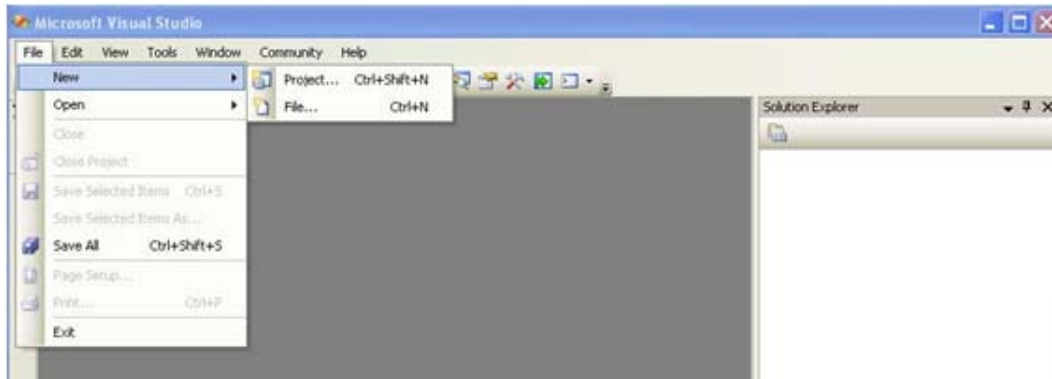 Microsoft Visual Studio
File Edit View Tools Window Community Help
New
Project... Ctrl+Shift+N
File... Ctrl+N
Open
Close
Close Project
Save Selected Items Ctrl+S
Save Selected Items As...
Save All Ctrl+Shift+S
Page Setup...
Print... Ctrl+P
Exit
Solution Explorer